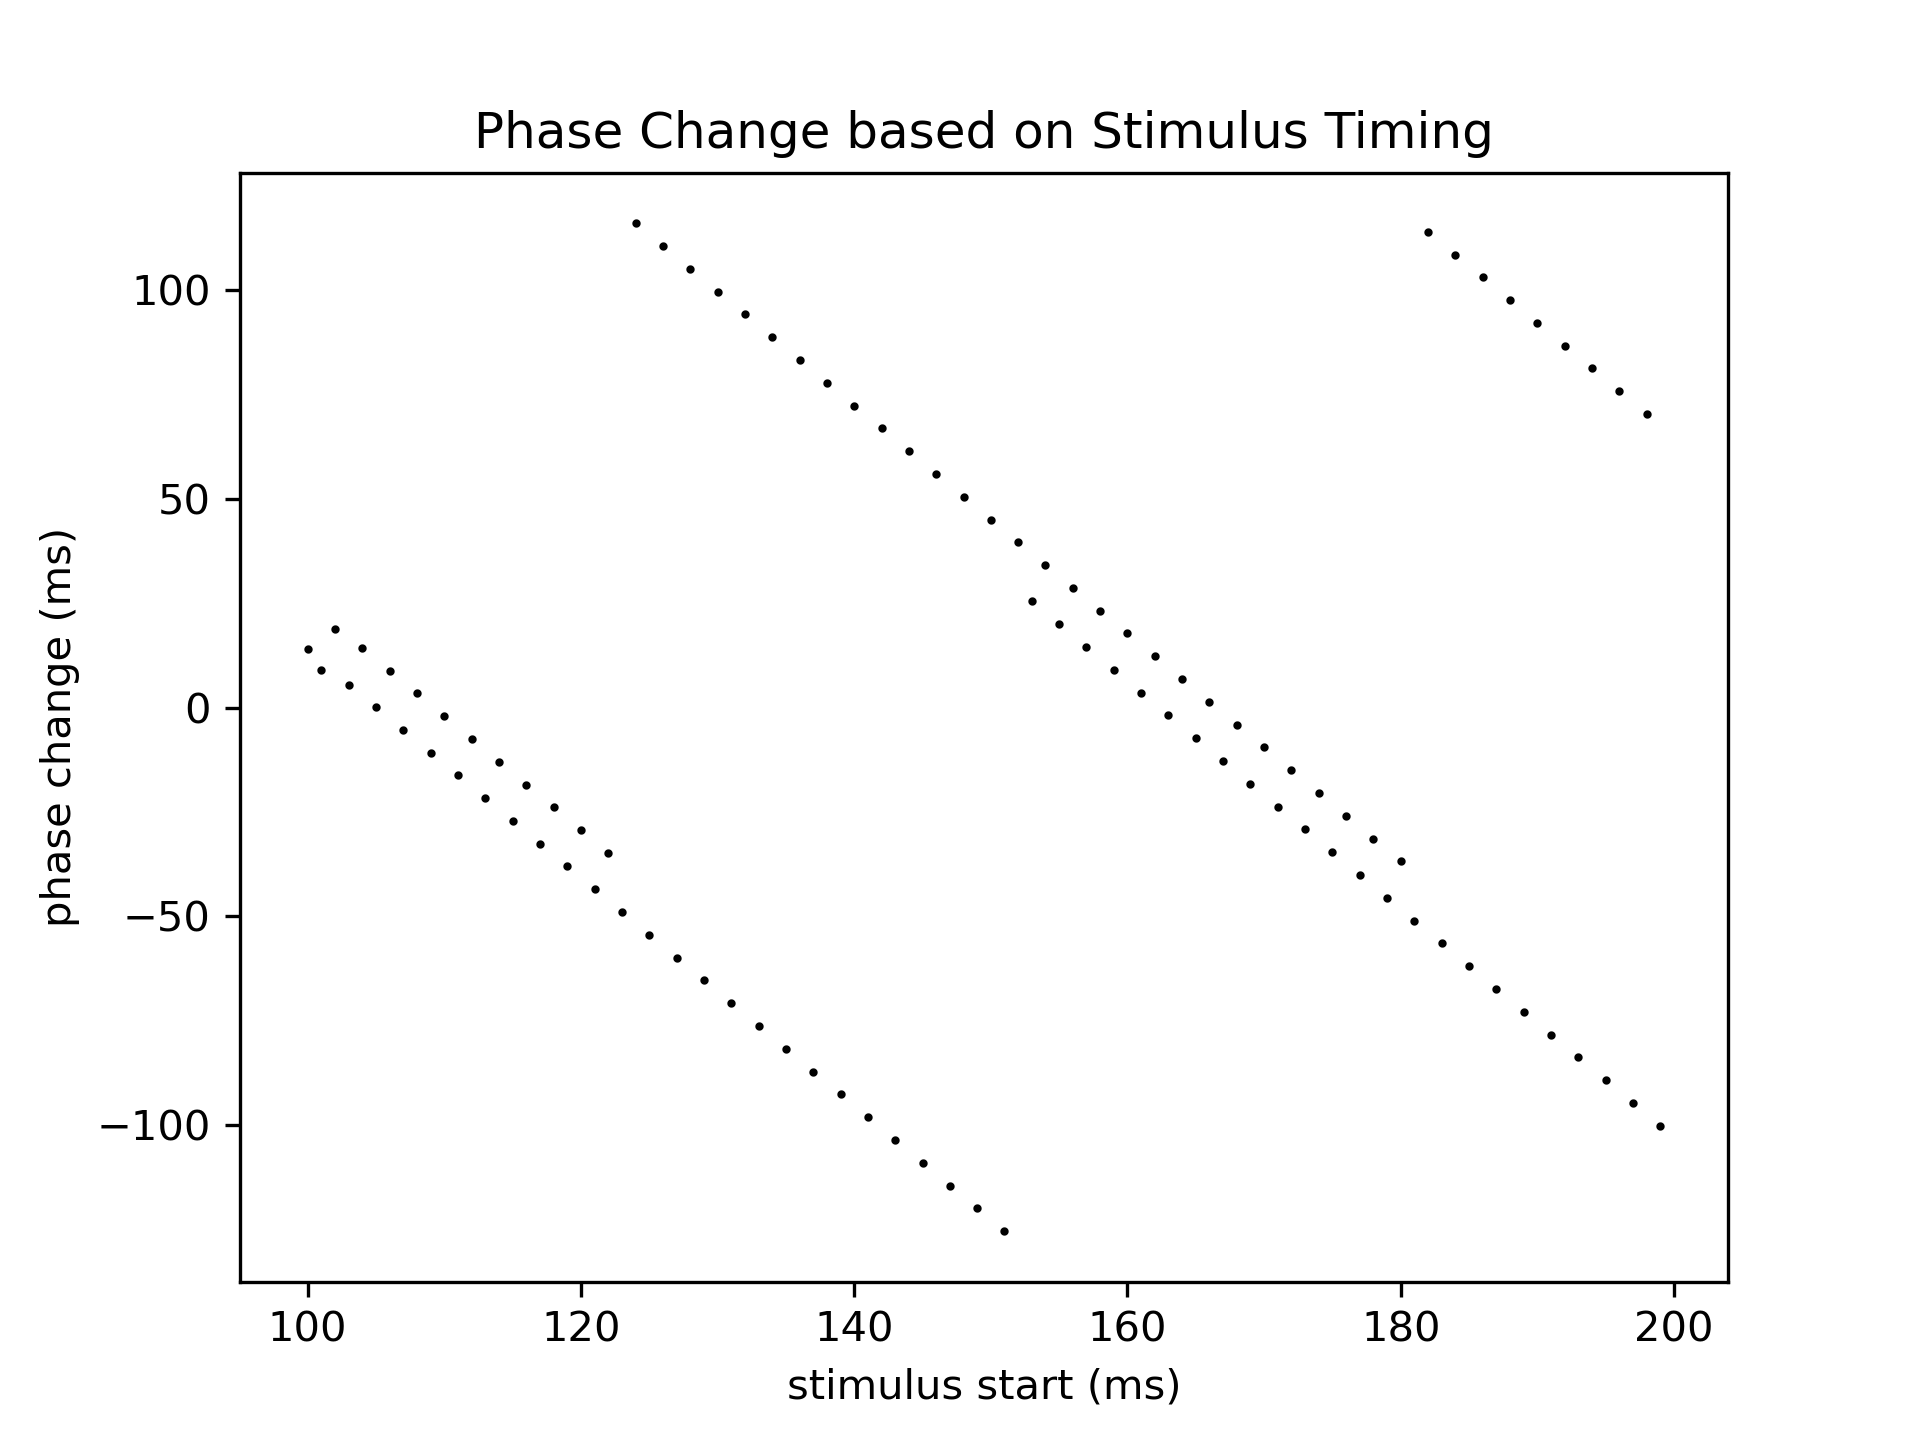 Phase Change based on Stimulus Timing
phase change (ms)
100
50
0
−50
−100
100 120 140 160 180 200
stimulus start (ms)